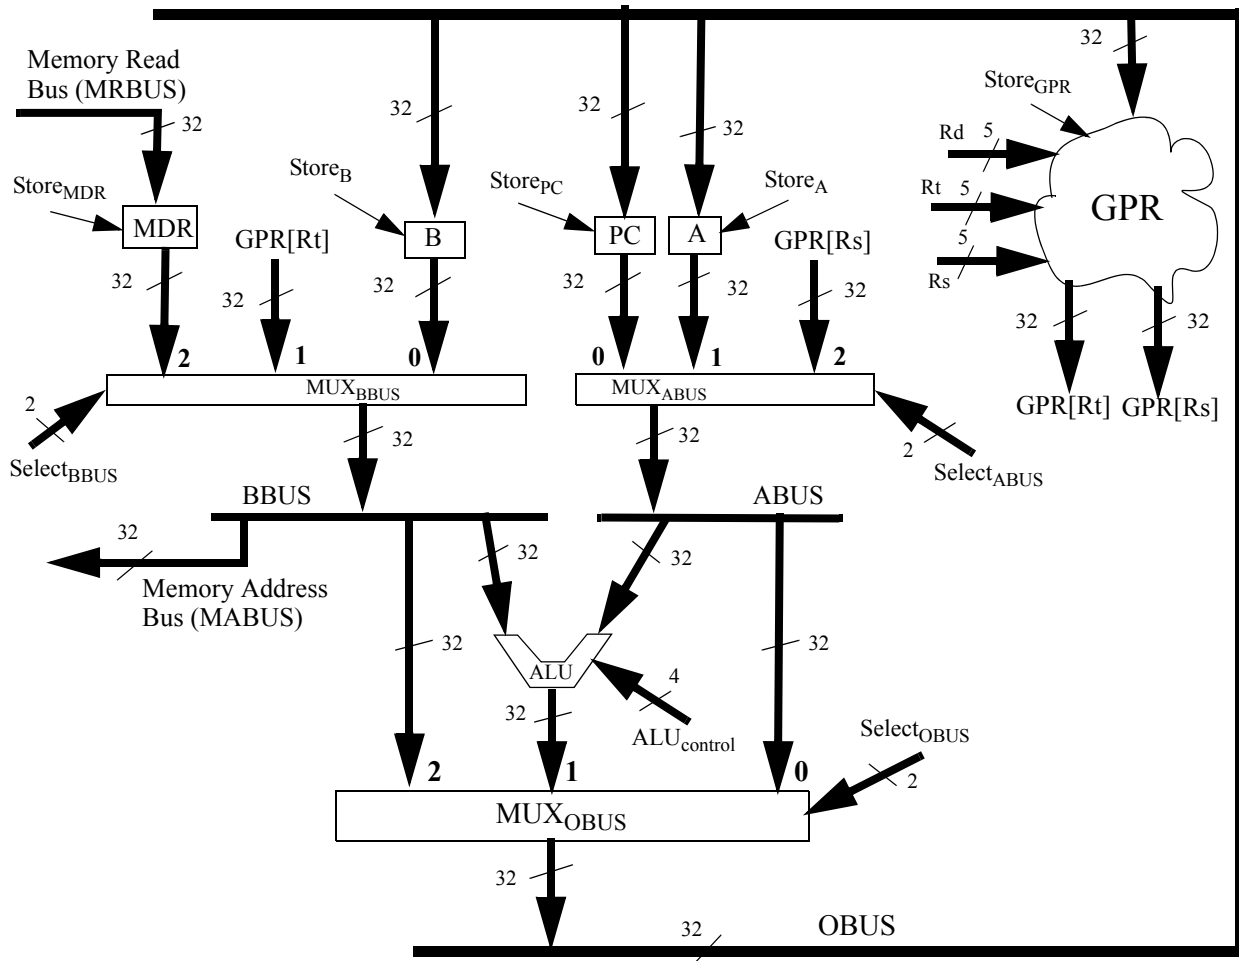 32
Memory Read
Bus (MRBUS)
32
32
32
32
Store_GPR
Rd
5
Store_B
Store_MDR
Store_PC
Store_A
Rt
5
GPR
MDR
GPR[Rt]
B
PC
A
GPR[Rs]
5
Rs
32
32
32
32
32
32
32
32
2
1
0
0
1
2
MUX_BBUS
MUX_ABUS
GPR[Rt]
GPR[Rs]
2
32
32
2
Select_BBUS
Select_ABUS
BBUS
ABUS
32
32
32
Memory Address
Bus (MABUS)
32
32
ALU
4
32
ALU_control
Select_OBUS
2
1
0
2
MUX_OBUS
32
32
OBUS